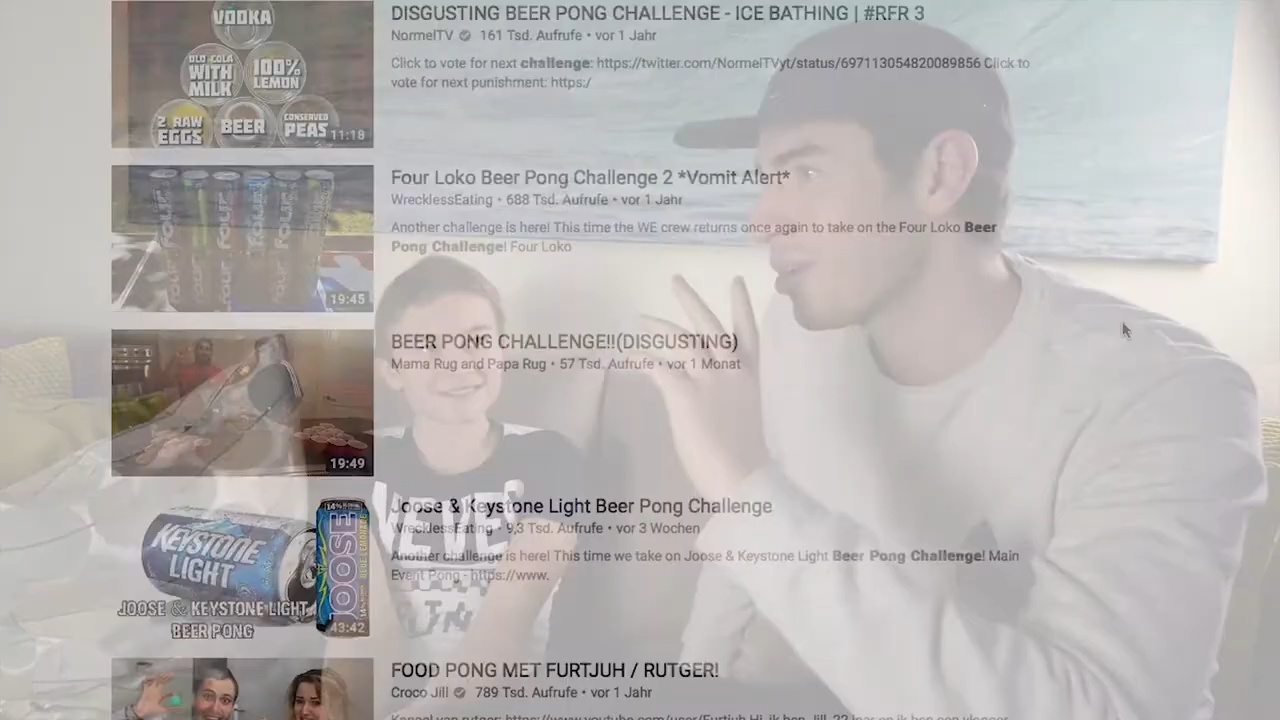 VODKA
OLD COLA
WITH
MILK
100%
LEMON
2 RAW
EGGS
BEER
CONSERVED
PEAS
11:18
DISGUSTING BEER PONG CHALLENGE - ICE BATHING | #RFR 3
NormelTV 161 Tsd. Aufrufe • vor 1 Jahr
Click to vote for next challenge: https://twitter.com/NormelTVyt/status/697113054820089856 Click to
vote for next punishment: https:/
FOUR FOUR FOUR FOUR
19:45
Four Loko Beer Pong Challenge 2 *Vomit Alert*
WrecklessEating • 688 Tsd. Aufrufe • vor 1 Jahr
Another challenge is here! This time the WE crew returns once again to take on the Four Loko Beer
Pong Challenge! Four Loko
19:49
BEER PONG CHALLENGE!!(DISGUSTING)
Mama Rug and Papa Rug • 57 Tsd. Aufrufe • vor 1 Monat
KEYSTONE
LIGHT
14%
JOOSE
JOOSE & KEYSTONE LIGHT
BEER PONG
43:42
Joose & Keystone Light Beer Pong Challenge
WrecklessEating • 9,3 Tsd. Aufrufe • vor 3 Wochen
Another challenge is here! This time we take on Joose & Keystone Light Beer Pong Challenge! Main
Event Pong - https://www.
FOOD PONG MET FURTJUH / RUTGER!
Croco Jill 789 Tsd. Aufrufe • vor 1 Jahr